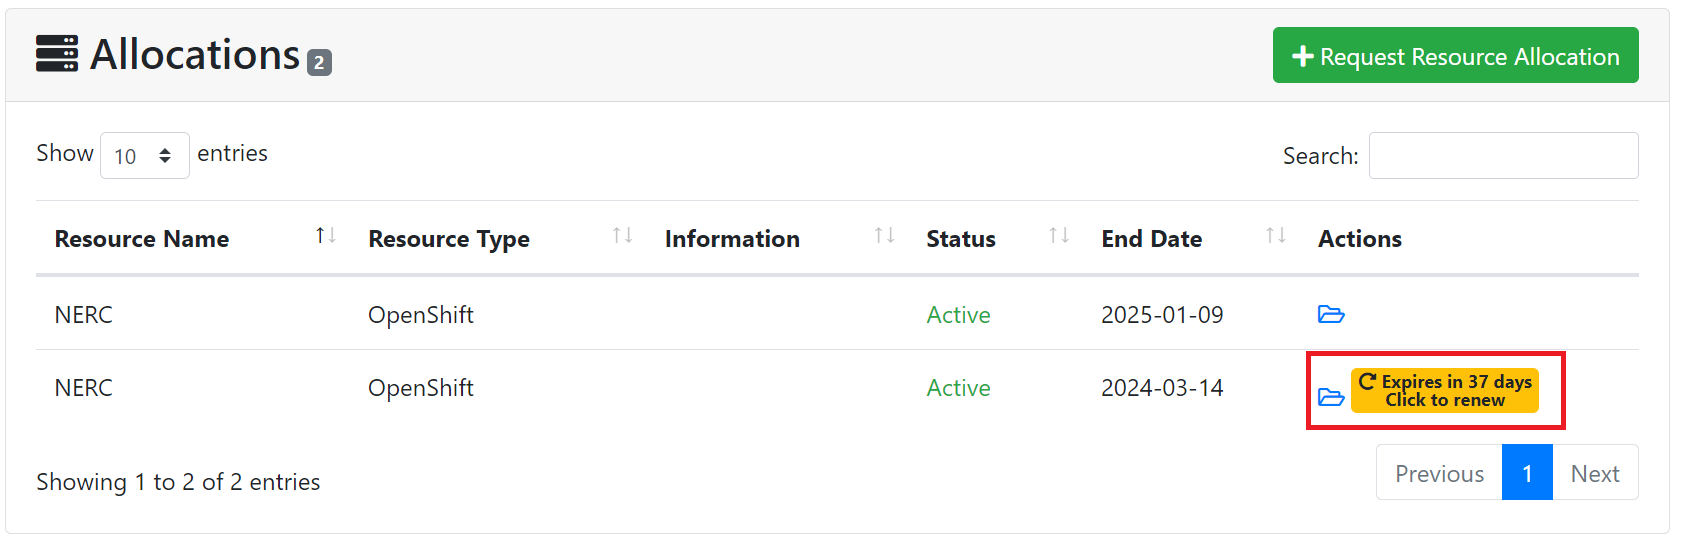 Allocations 2
+ Request Resource Allocation
Show 10 entries
Search:
Resource Name Resource Type Information Status End Date Actions
NERC OpenShift Active 2025-01-09
NERC OpenShift Active 2024-03-14 Expires in 37 days
Click to renew
Showing 1 to 2 of 2 entries
Previous 1 Next